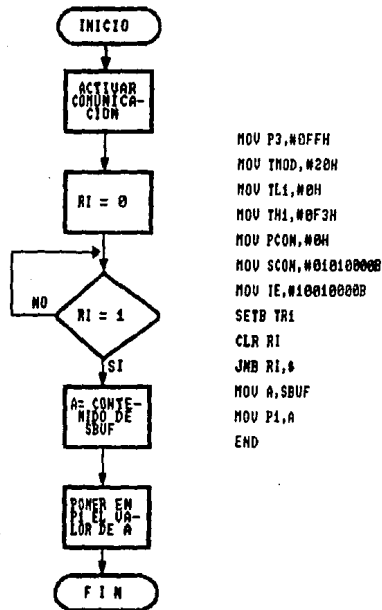 INICIO
ACTIVAR
COMUNICA-
CION
RI = 0
RI = 1
NO
SI
A= CONTE-
NIDO DE
SBUF
PONER EN
P1 EL VA-
LOR DE A
F I N
MOV P3,#0FFH
MOV TMOD,#20H
MOV TL1,#0H
MOV TH1,#0F3H
MOV PCON,#0H
MOV SCON,#01010000B
MOV IE,#10010000B
SETB TR1
CLR RI
JNB RI,$
MOV A,SBUF
MOV P1,A
END